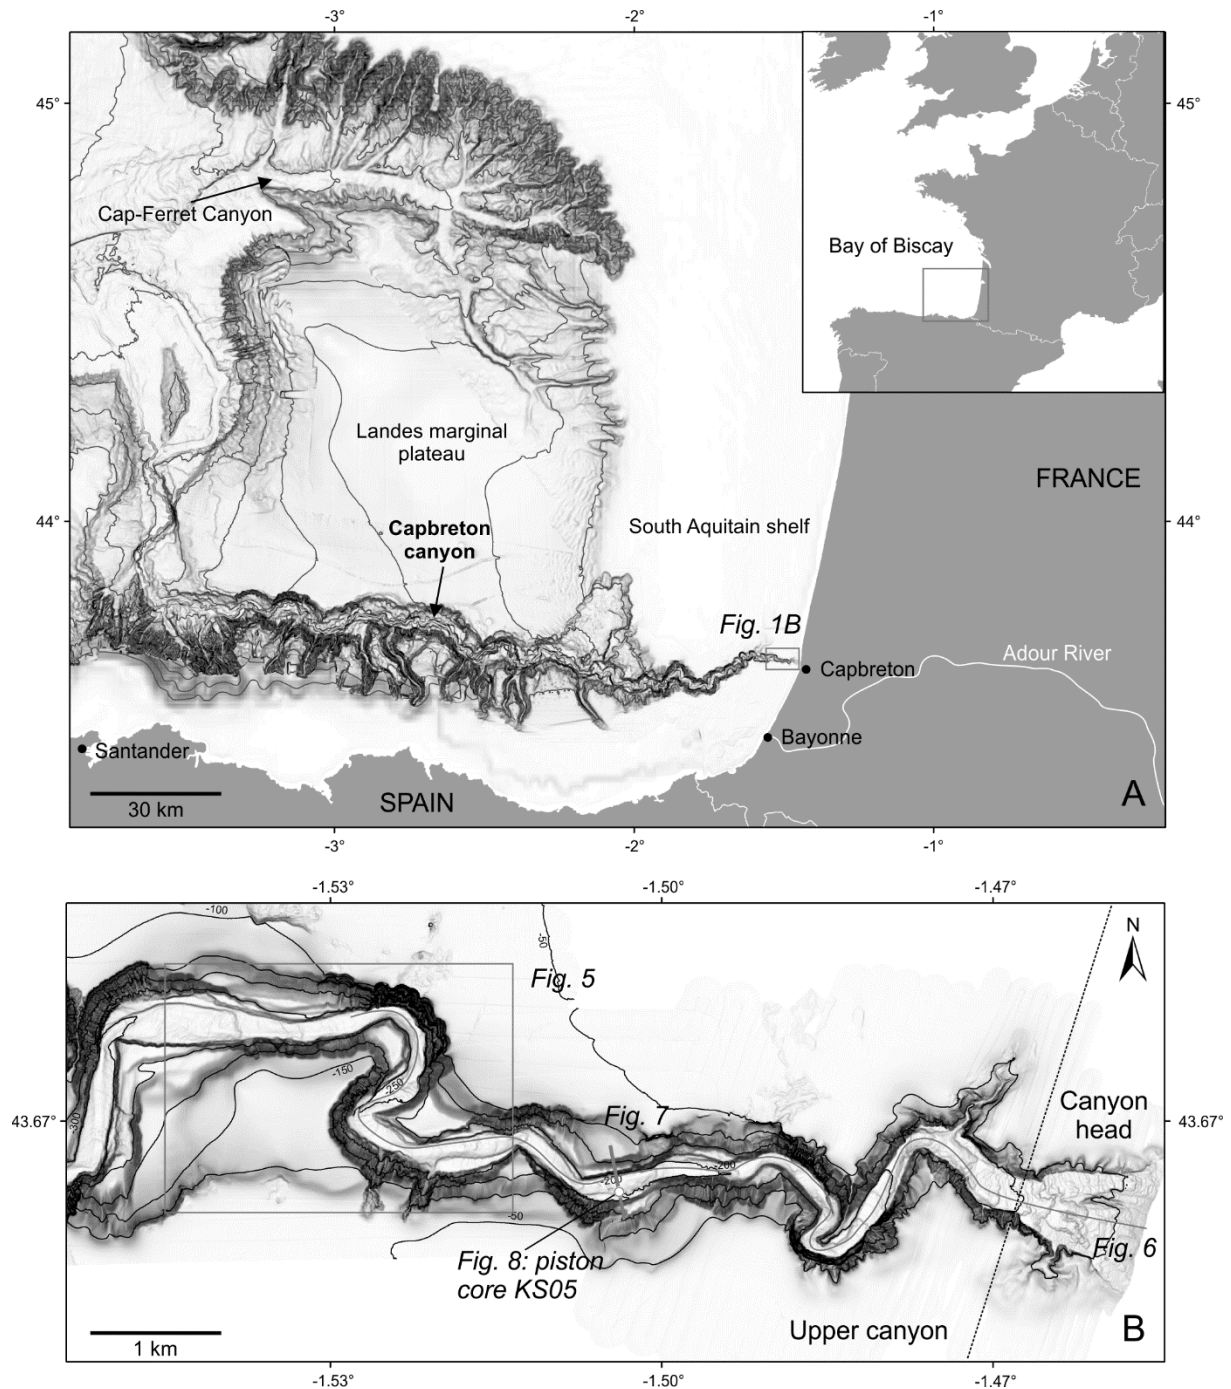 -3°
-2°
-1°
45°
45°
Cap-Ferret Canyon
Bay of Biscay
Landes marginal
plateau
FRANCE
44°
44°
South Aquitain shelf
Capbreton
canyon
Fig. 1B
Adour River
Capbreton
Bayonne
Santander
30 km
SPAIN
A
-3°
-2°
-1°
-1.53°
-1.50°
-1.47°
-100
-50
N
Fig. 5
-150
-250
43.67°
-300
Fig. 7
43.67°
Canyon
head
-200
-200
-50
Fig. 6
Fig. 8: piston
core KS05
Upper canyon
B
1 km
-1.53°
-1.50°
-1.47°